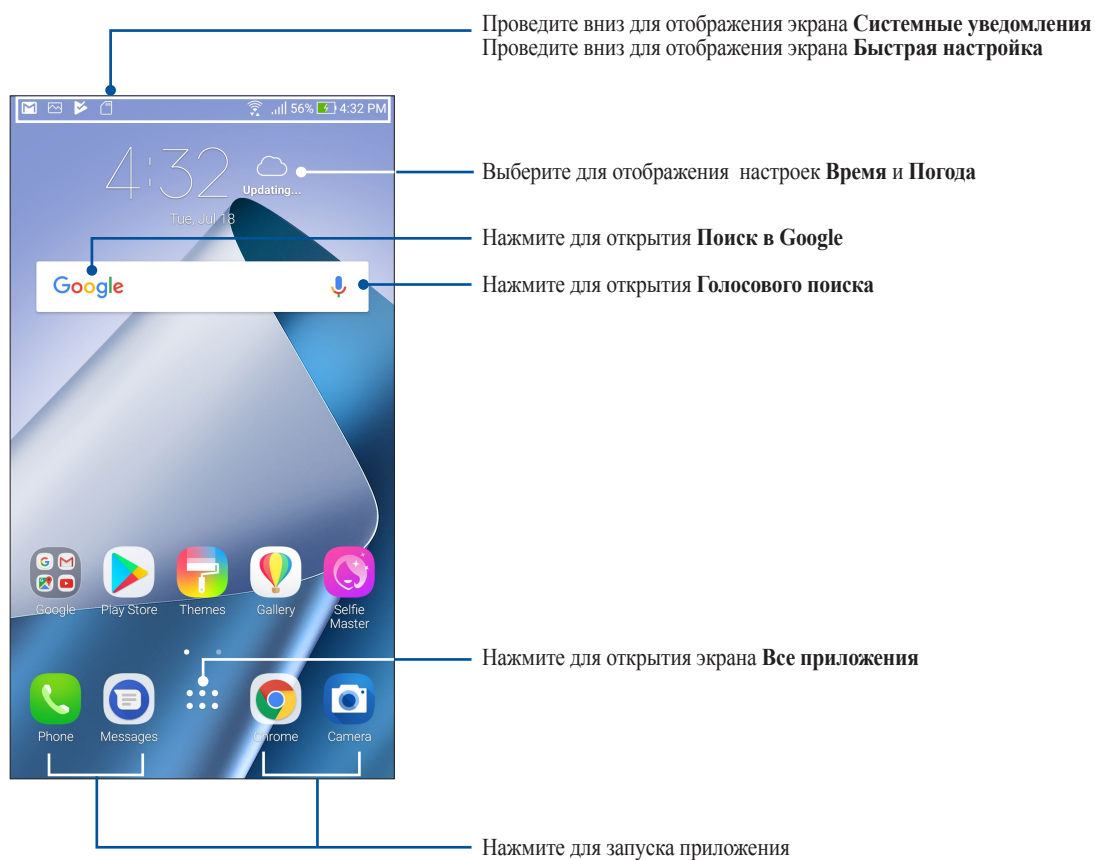 Проведите вниз для отображения экрана Системные уведомления
Проведите вниз для отображения экрана Быстрая настройка
56% 4:32 PM
4:32
Updating...
Tue, Jul 18
Выберите для отображения настроек Время и Погода
Нажмите для открытия Поиск в Google
Google
Нажмите для открытия Голосового поиска
Google Play Store Themes Gallery Selfie Master
Нажмите для открытия экрана Все приложения
Phone Messages Chrome Camera
Нажмите для запуска приложения